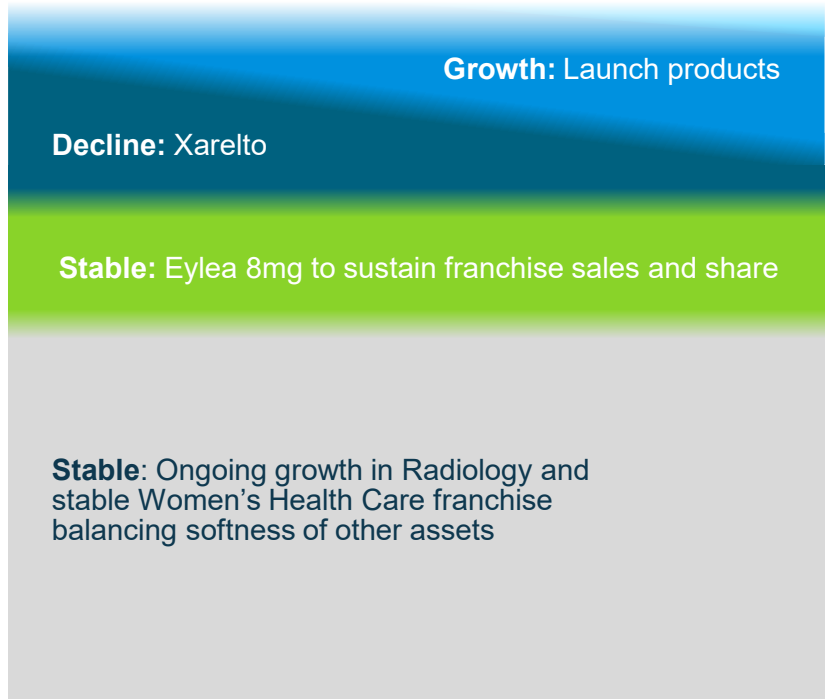 Growth: Launch products
Decline: Xarelto
Stable: Eylea 8mg to sustain franchise sales and share
Stable: Ongoing growth in Radiology and
stable Women’s Health Care franchise
balancing softness of other assets